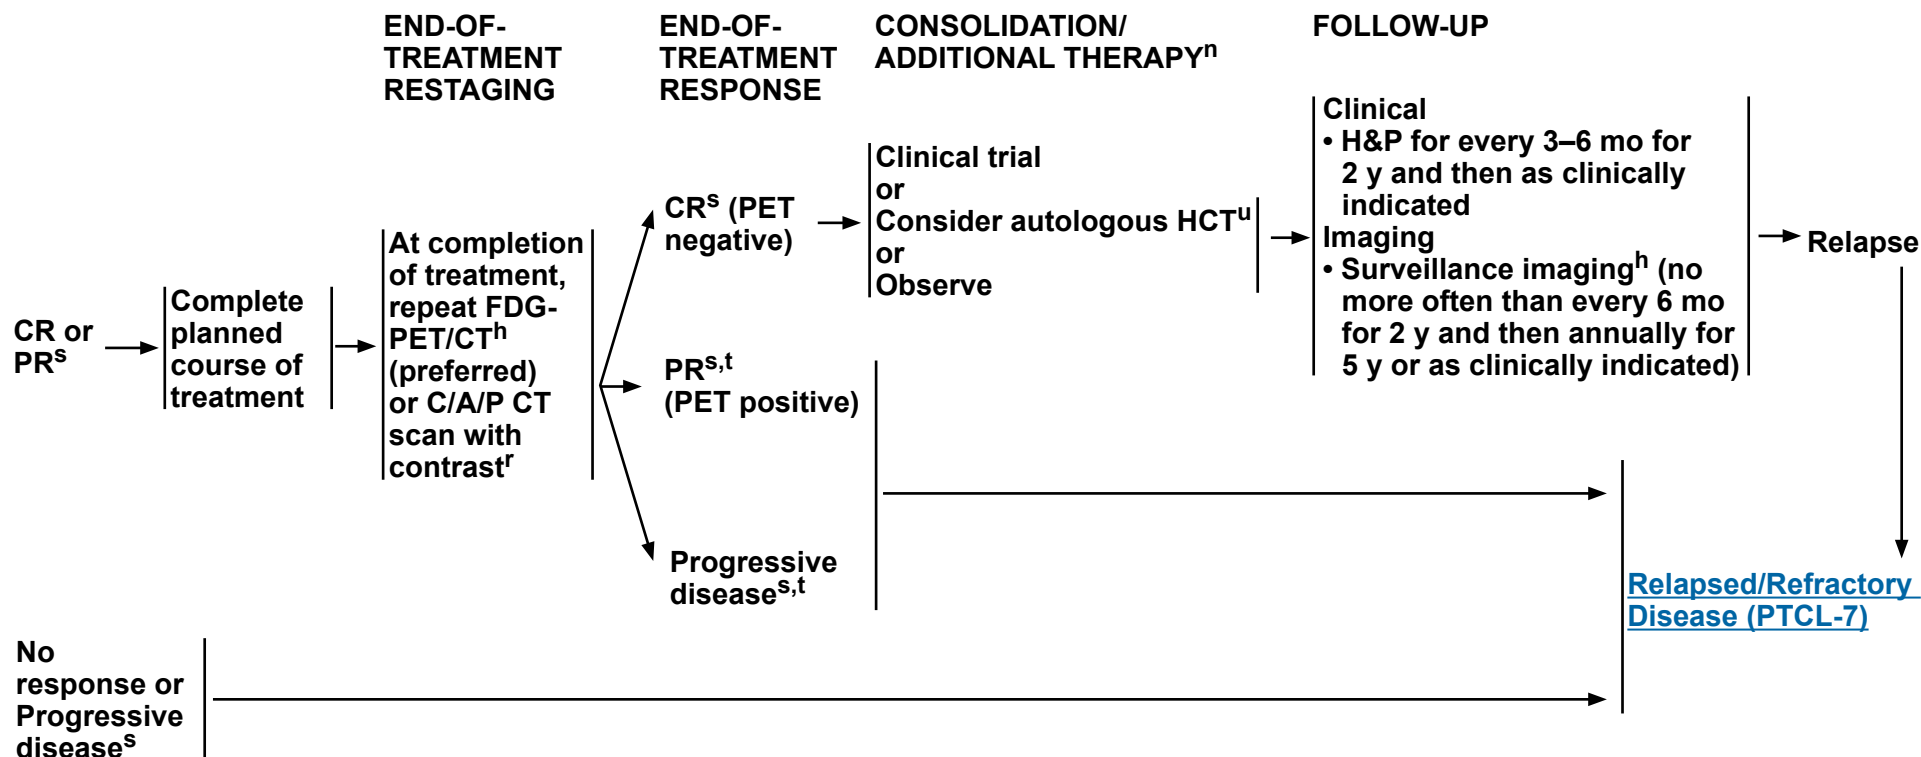 END-OF-
TREATMENT
RESTAGING
END-OF-
TREATMENT
RESPONSE
CONSOLIDATION/
ADDITIONAL THERAPYⁿ
FOLLOW-UP
CR or
PRˢ
Complete
planned
course of
treatment
At completion
of treatment,
repeat FDG-
PET/CTʰ
(preferred)
or C/A/P CT
scan with
contrastʳ
CRˢ (PET
negative)
PRˢ,ᵗ
(PET positive)
Progressive
diseaseˢ,ᵗ
Clinical trial
or
Consider autologous HCTᵘ
or
Observe
Clinical
• H&P for every 3–6 mo for
2 y and then as clinically
indicated
Imaging
• Surveillance imagingʰ (no
more often than every 6 mo
for 2 y and then annually for
5 y or as clinically indicated)
Relapse
Relapsed/Refractory
Disease (PTCL-7)
No
response or
Progressive
diseaseˢ